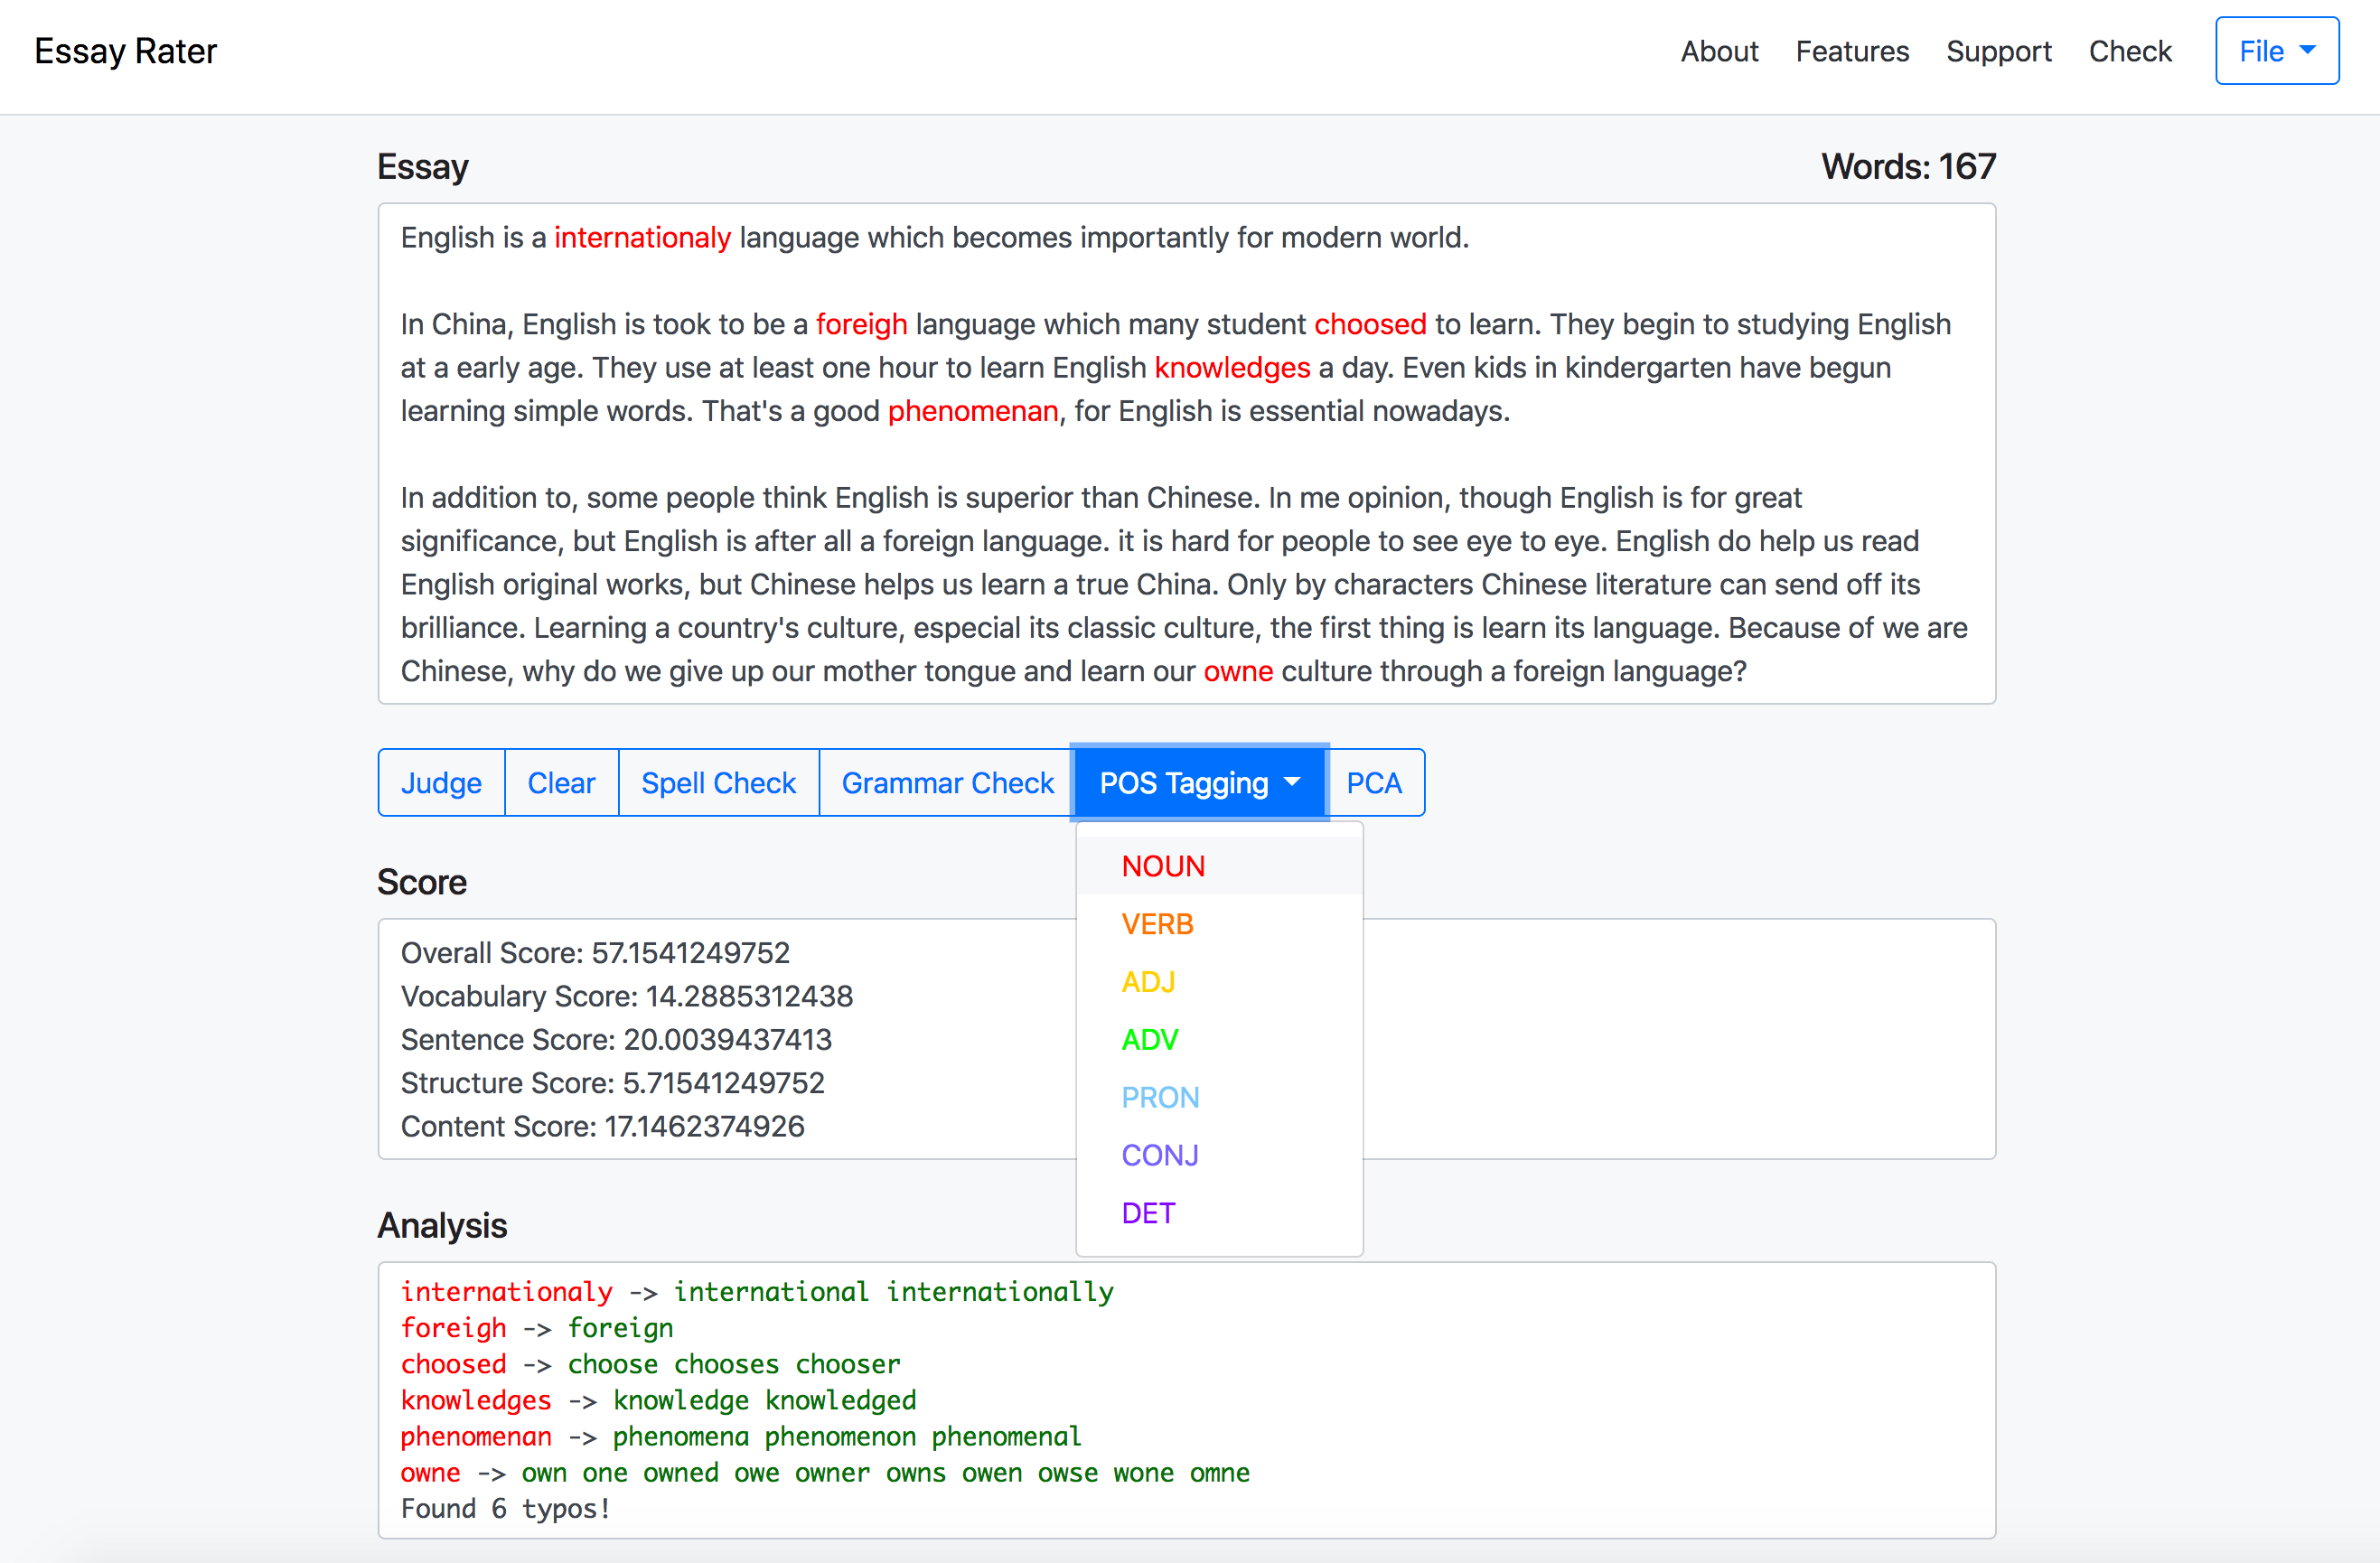 Essay Rater
About Features Support Check File
Essay
Words: 167
English is a internationaly language which becomes importantly for modern world.
In China, English is took to be a foreigh language which many student choosed to learn. They begin to studying English
at a early age. They use at least one hour to learn English knowledges a day. Even kids in kindergarten have begun
learning simple words. That's a good phenomenan, for English is essential nowadays.
In addition to, some people think English is superior than Chinese. In me opinion, though English is for great
significance, but English is after all a foreign language. it is hard for people to see eye to eye. English do help us read
English original works, but Chinese helps us learn a true China. Only by characters Chinese literature can send off its
brilliance. Learning a country's culture, especial its classic culture, the first thing is learn its language. Because of we are
Chinese, why do we give up our mother tongue and learn our owne culture through a foreign language?
Judge Clear Spell Check Grammar Check POS Tagging PCA
NOUN
VERB
ADJ
ADV
PRON
CONJ
DET
Score
Overall Score: 57.1541249752
Vocabulary Score: 14.2885312438
Sentence Score: 20.0039437413
Structure Score: 5.71541249752
Content Score: 17.1462374926
Analysis
internationaly -> international internationally
foreigh -> foreign
choosed -> choose chooses chooser
knowledges -> knowledge knowledged
phenomenan -> phenomena phenomenon phenomenal
owne -> own one owned owe owner owns owen owse wone omne
Found 6 typos!